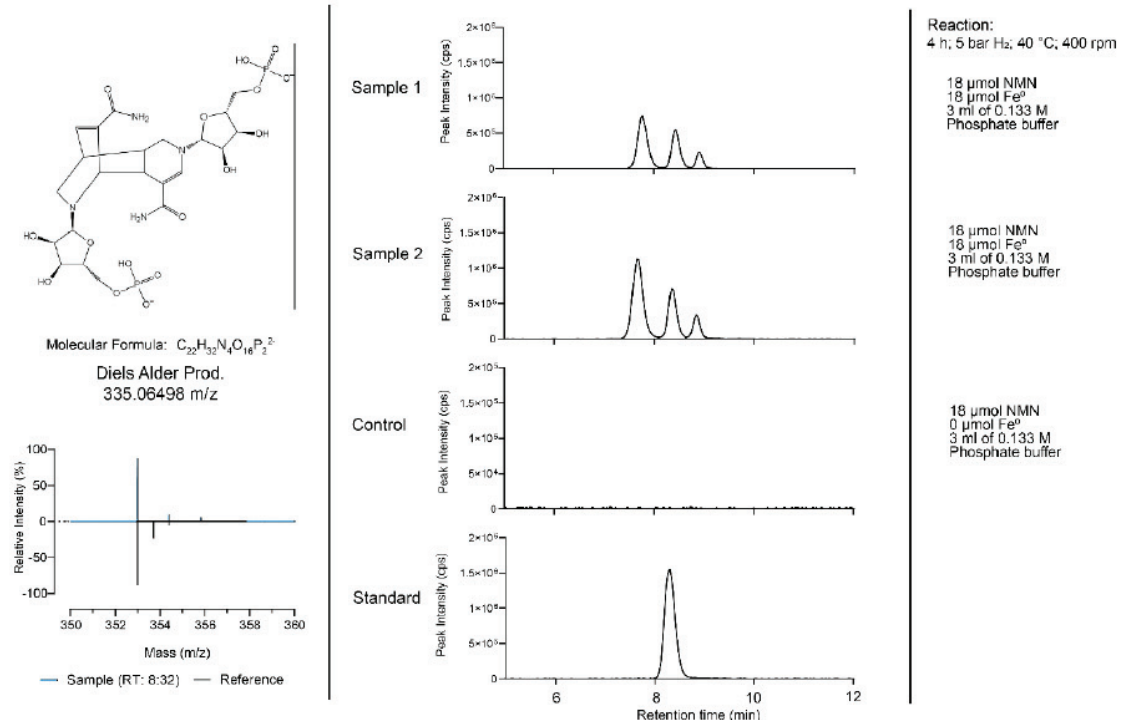 HO
O
P
O⁻
O
O
NH₂
O
OH
N
OH
N
H₂N
O
HO
O
HO
HO
O
P
O
O⁻
Molecular Formula: C₂₂H₃₂N₄O₁₆P₂²⁻
Diels Alder Prod.
335.06498 m/z
Relative Intensity (%)
100
50
0
-50
-100
350 352 354 356 358 360
Mass (m/z)
Sample (RT: 8:32) Reference
Sample 1
Peak Intensity (cps)
2×10⁶
1.5×10⁶
1×10⁶
5×10⁵
0
Sample 2
Peak Intensity (cps)
2×10⁶
1.5×10⁶
1×10⁶
5×10⁵
0
Control
Peak Intensity (cps)
2×10⁵
1.5×10⁵
1×10⁵
5×10⁴
0
Standard
Peak Intensity (cps)
2×10⁶
1.5×10⁶
1×10⁶
5×10⁵
0
6 8 10 12
Retention time (min)
Reaction:
4 h; 5 bar H₂; 40 °C; 400 rpm
18 µmol NMN
18 µmol Fe⁰
3 ml of 0.133 M
Phosphate buffer
18 µmol NMN
18 µmol Fe⁰
3 ml of 0.133 M
Phosphate buffer
18 µmol NMN
0 µmol Fe⁰
3 ml of 0.133 M
Phosphate buffer